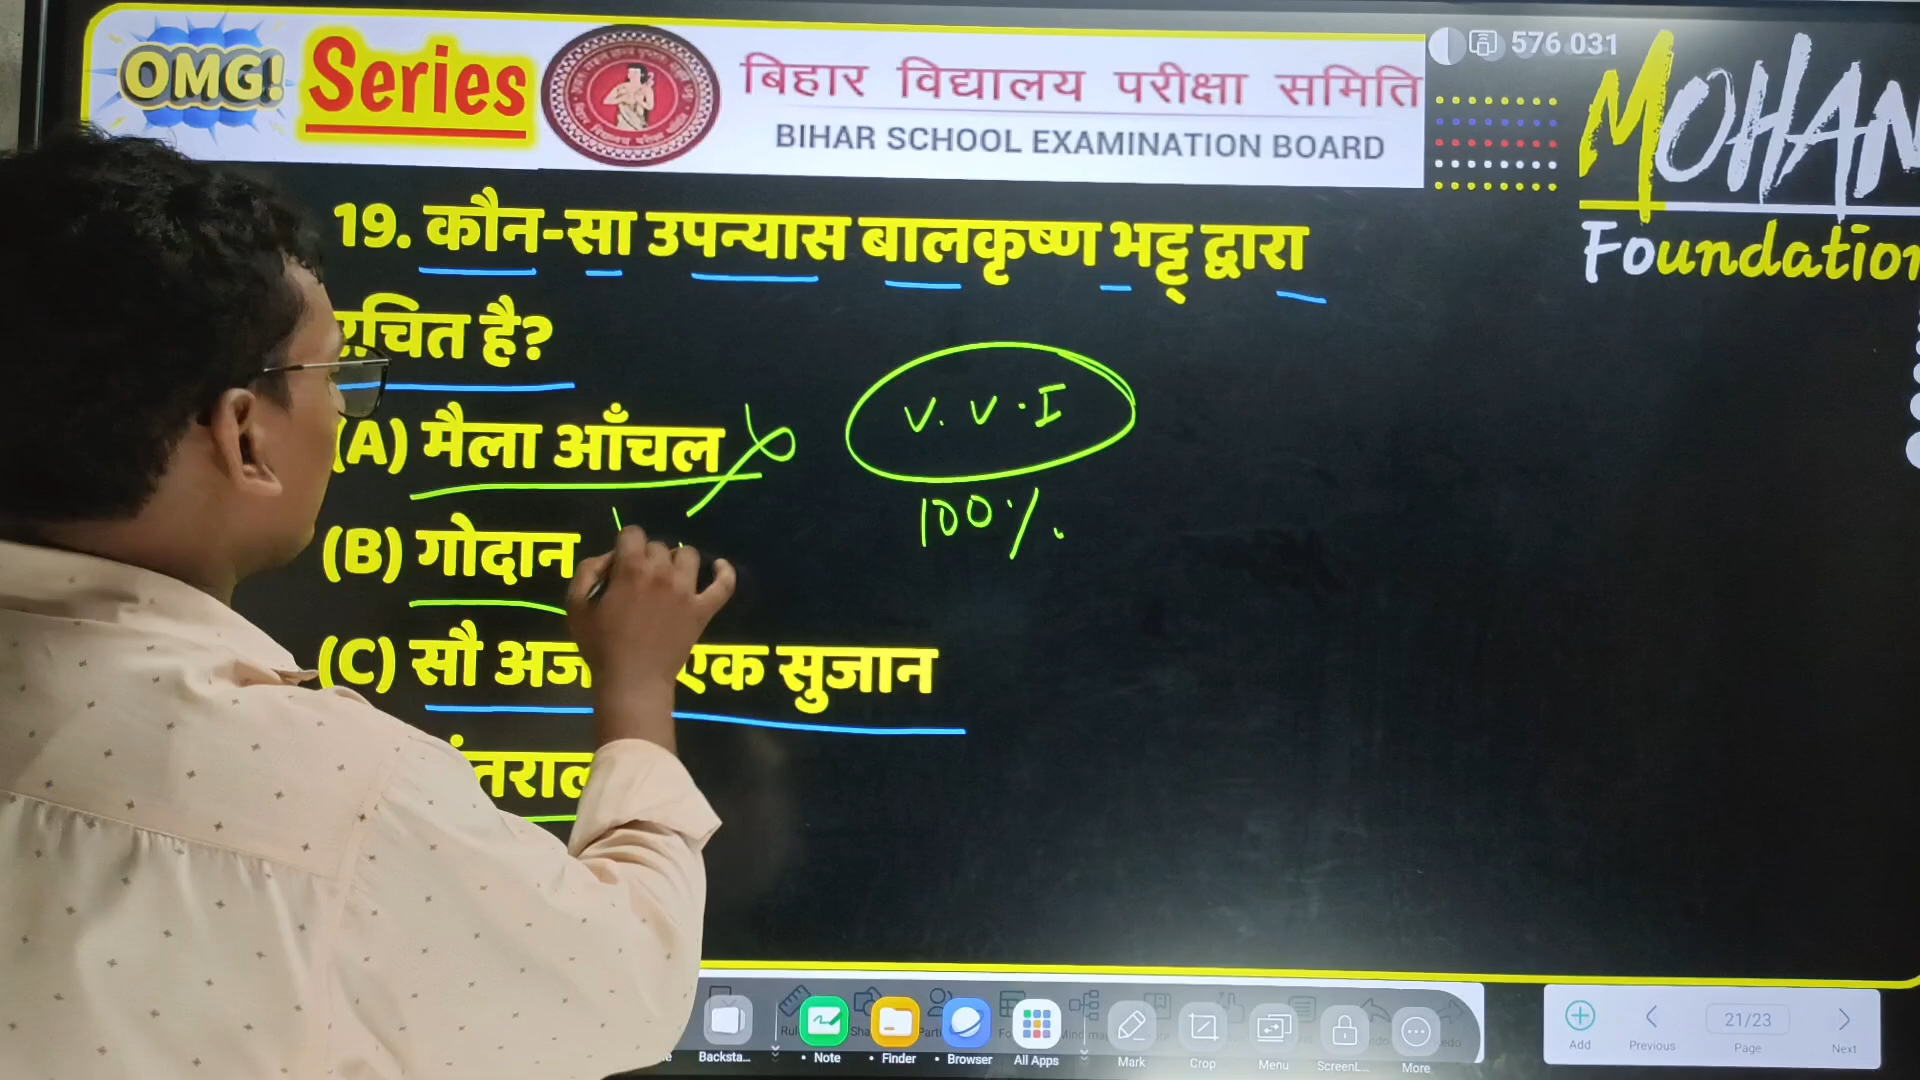 OMG! Series
बिहार विद्यालय परीक्षा समिति
BIHAR SCHOOL EXAMINATION BOARD
576 031
MOHAN
Foundation
19. कौन-सा उपन्यास बालकृष्ण भट्ट द्वारा
रचित है?
(A) मैला आँचल
V. V. I
100%.
(B) गोदान
(C) सौ अज एक सुजान
तराल
Backsta...
Note
Finder
Browser
All Apps
Mark
Crop
Menu
ScreenL...
More
Add
Previous
21/23
Page
Next